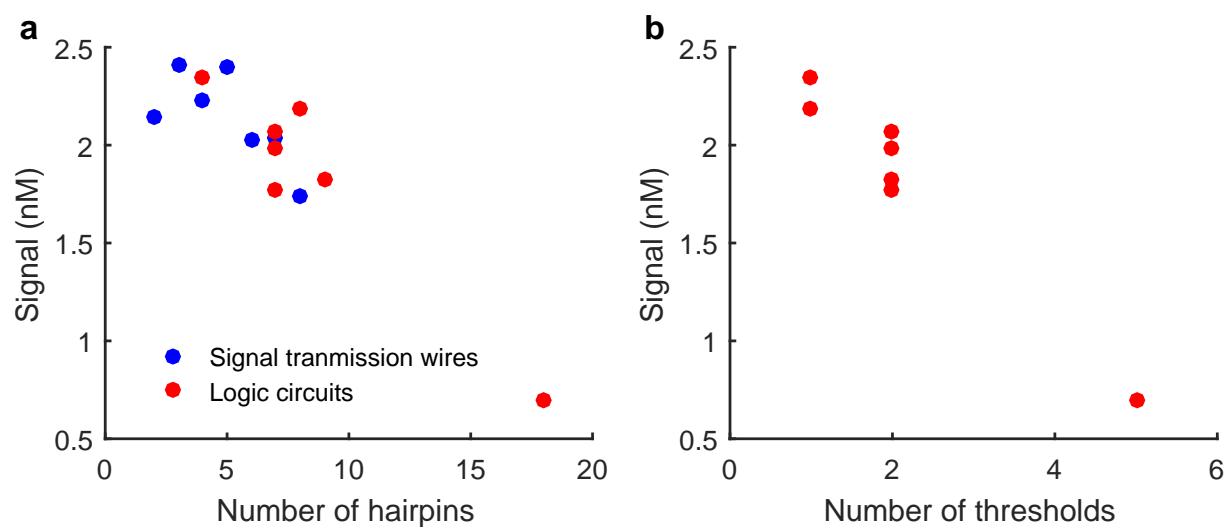 a
2.5
2
1.5
1
0.5
Signal (nM)
Signal tranmission wires
Logic circuits
0
5
10
15
20
Number of hairpins
b
2.5
2
1.5
1
0.5
Signal (nM)
0
2
4
6
Number of thresholds